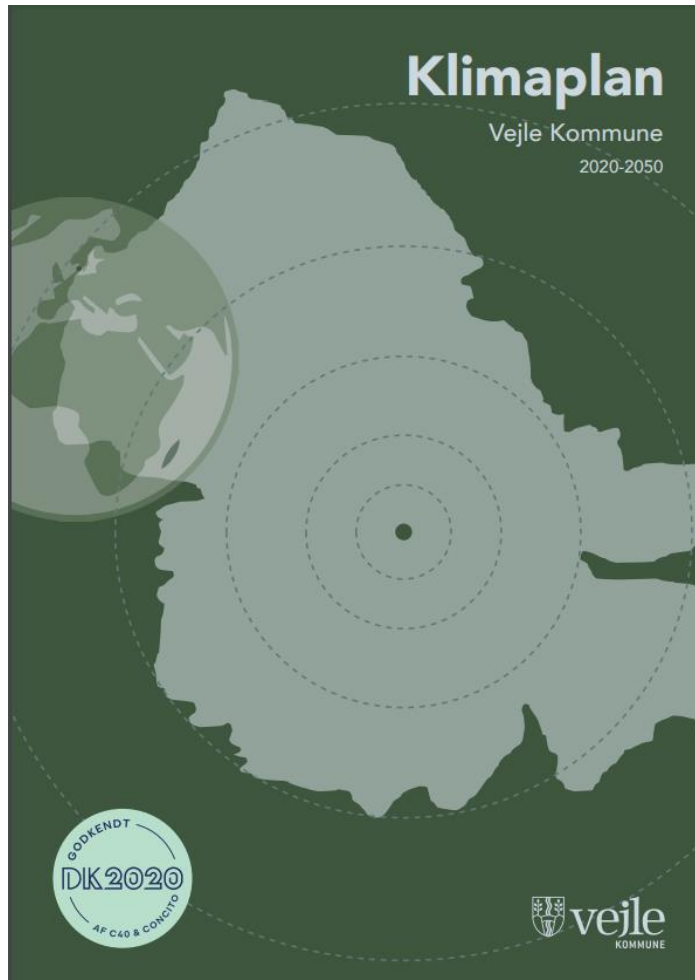 Klimaplan
Vejle Kommune
2020-2050
GODKENDT
DK2020
AF C40 & CONCITO
vejle
KOMMUNE